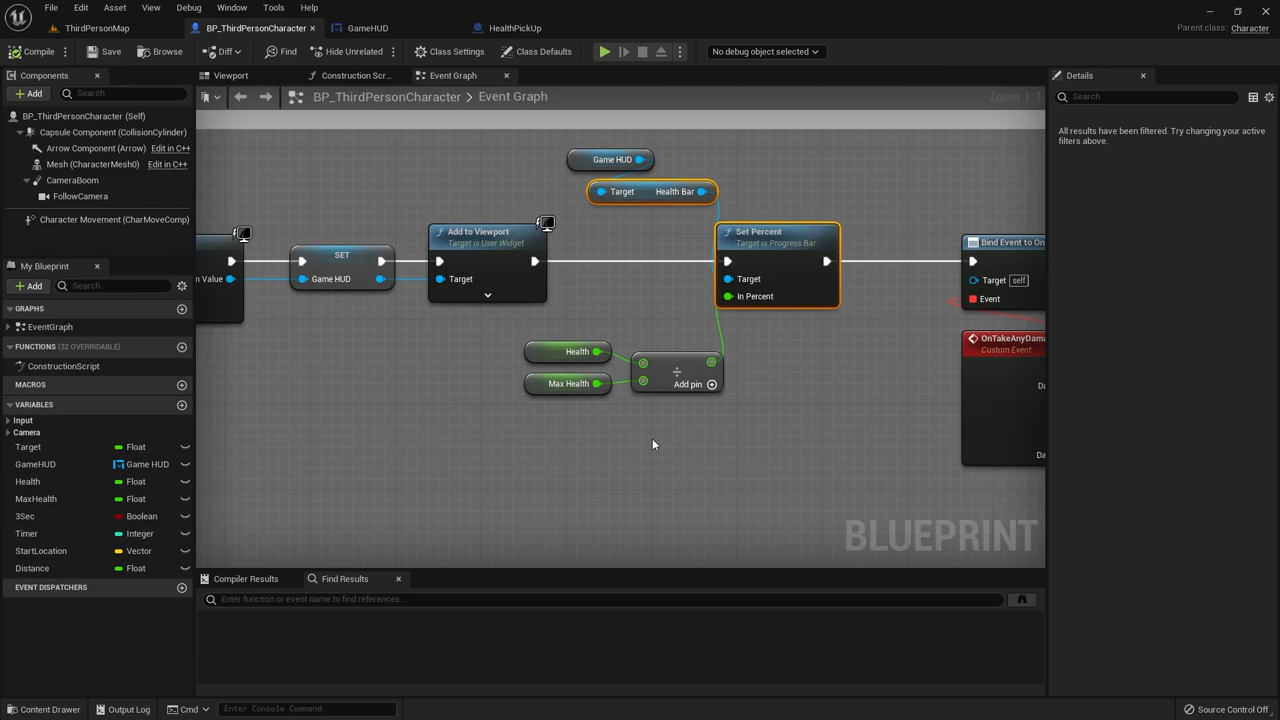 File Edit Asset View Debug Window Tools Help
ThirdPersonMap BP_ThirdPersonCharacter GameHUD HealthPickUp
Parent class: Character
Compile Save Browse Diff Find Hide Unrelated Class Settings Class Defaults No debug object selected
Components
Viewport Construction Scr... Event Graph
Details
Add Search
BP_ThirdPersonCharacter > Event Graph
Zoom 1:1
Search
BP_ThirdPersonCharacter (Self)
Capsule Component (CollisionCylinder)
Arrow Component (Arrow) Edit in C++
Mesh (CharacterMesh0) Edit in C++
CameraBoom
FollowCamera
Character Movement (CharMoveComp)
All results have been filtered. Try changing your active
filters above.
My Blueprint
Add Search
GRAPHS
EventGraph
FUNCTIONS (32 OVERRIDABLE)
ConstructionScript
MACROS
VARIABLES
Input
Camera
Target Float
GameHUD Game HUD
Health Float
MaxHealth Float
3Sec Boolean
Timer Integer
StartLocation Vector
Distance Float
EVENT DISPATCHERS
n Value
SET
Game HUD
Add to Viewport
Target is User Widget
Target
Game HUD
Target Health Bar
Set Percent
Target is Progress Bar
Target
In Percent
Health
Max Health
÷
Add pin
Bind Event to On
Target self
Event
OnTakeAnyDama
Custom Event
Da
Da
BLUEPRINT
Compiler Results Find Results
Enter function or event name to find references...
Content Drawer Output Log Cmd Enter Console Command Source Control Off